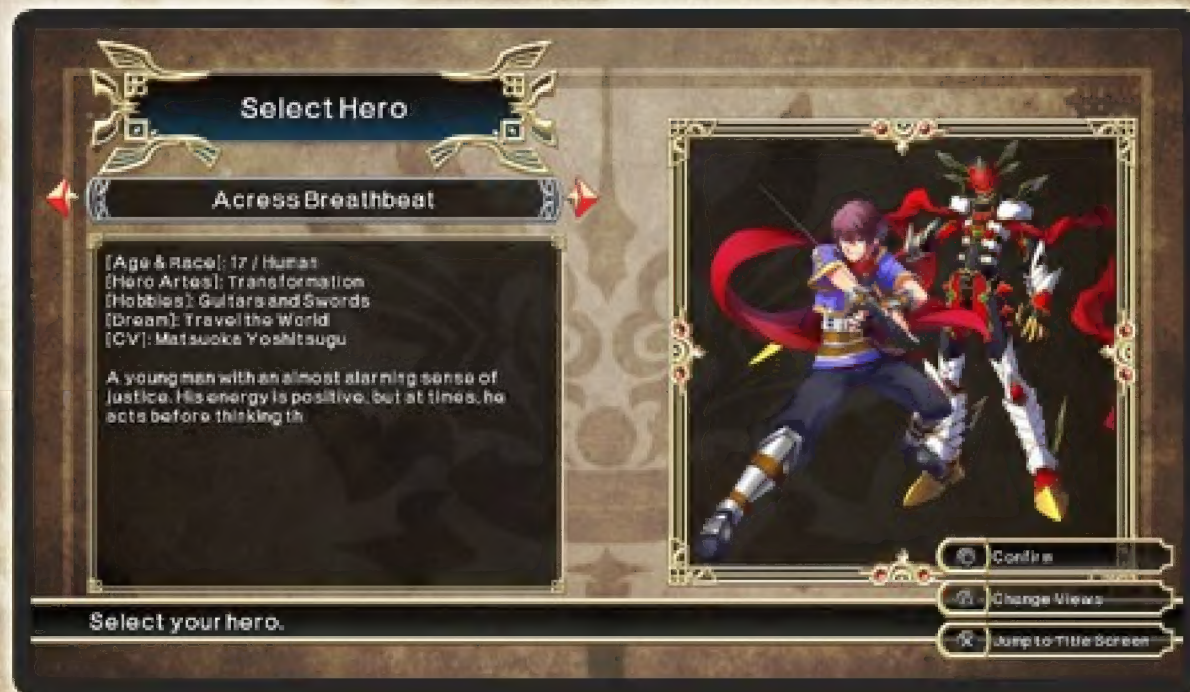 Select Hero
Acress Breathbeat
[Age & Race]: 17 / Human
[Hero Artes]: Transformation
[Hobbies]: Guitars and Swords
[Dream]: Travel the World
[CV]: Matsuoka Yoshitsugu
A young man with an almost alarming sense of
justice. His energy is positive, but at times, he
acts before thinking th
Confirm
Change Views
Select your hero.
Jump to Title Screen